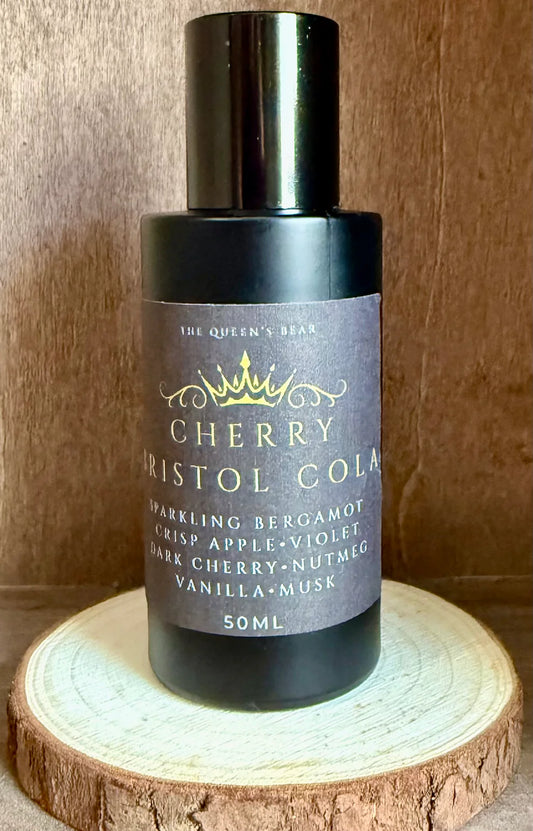 THE QUEEN'S BEAR
CHERRY
BRISTOL COLA
SPARKLING BERGAMOT
CRISP APPLE•VIOLET
DARK CHERRY•NUTMEG
VANILLA•MUSK
50ML